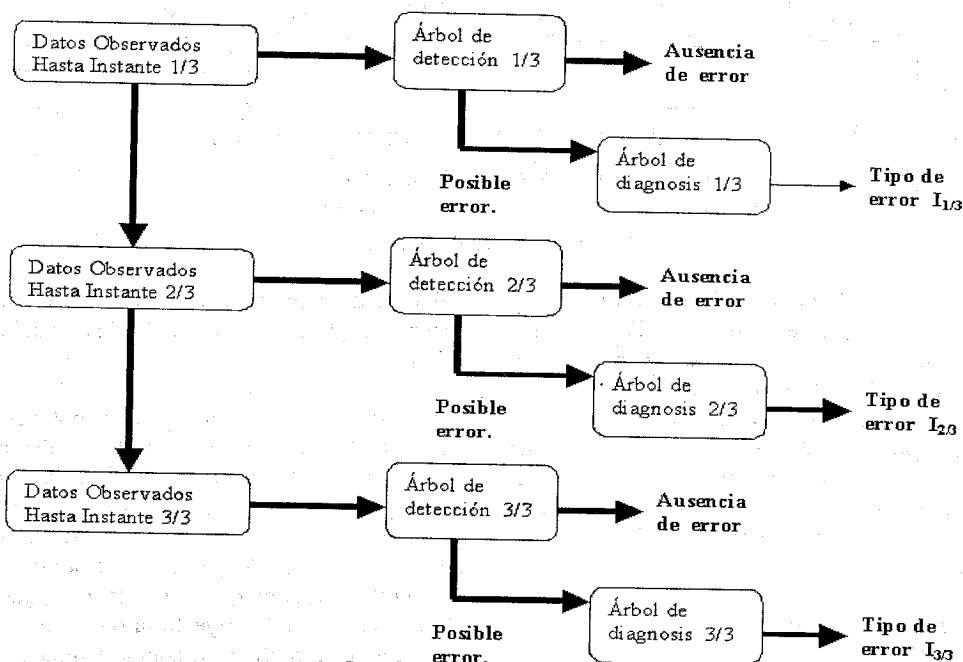 Datos Observados
Hasta Instante 1/3
Árbol de
detección 1/3
Ausencia
de error
Posible
error.
Árbol de
diagnosis 1/3
Tipo de
error I1/3
Datos Observados
Hasta Instante 2/3
Árbol de
detección 2/3
Ausencia
de error
Posible
error.
Árbol de
diagnosis 2/3
Tipo de
error I2/3
Datos Observados
Hasta Instante 3/3
Árbol de
detección 3/3
Ausencia
de error
Posible
error.
Árbol de
diagnosis 3/3
Tipo de
error I3/3